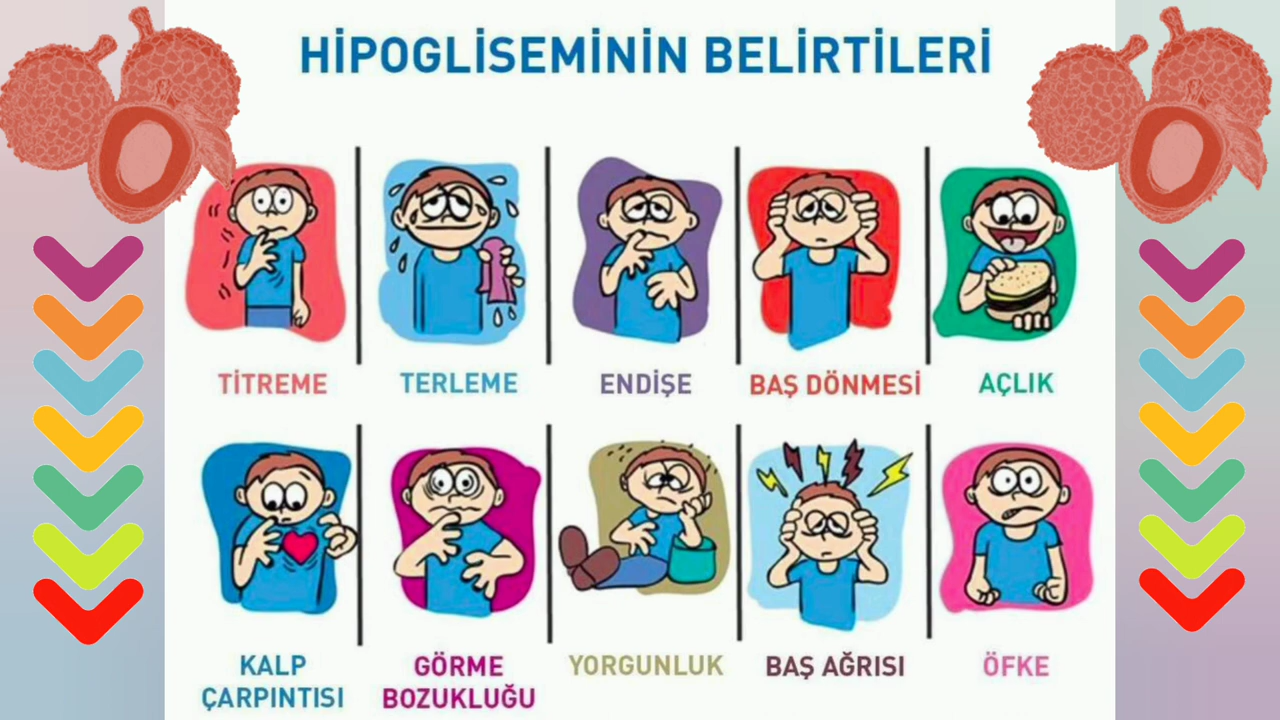 HİPOGLİSEMİNİN BELİRTİLERİ
TİTREME
TERLEME
ENDİŞE
BAŞ DÖNMESİ
AÇLIK
KALP
ÇARPINTISI
GÖRME
BOZUKLUĞU
YORGUNLUK
BAŞ AĞRISI
ÖFKE